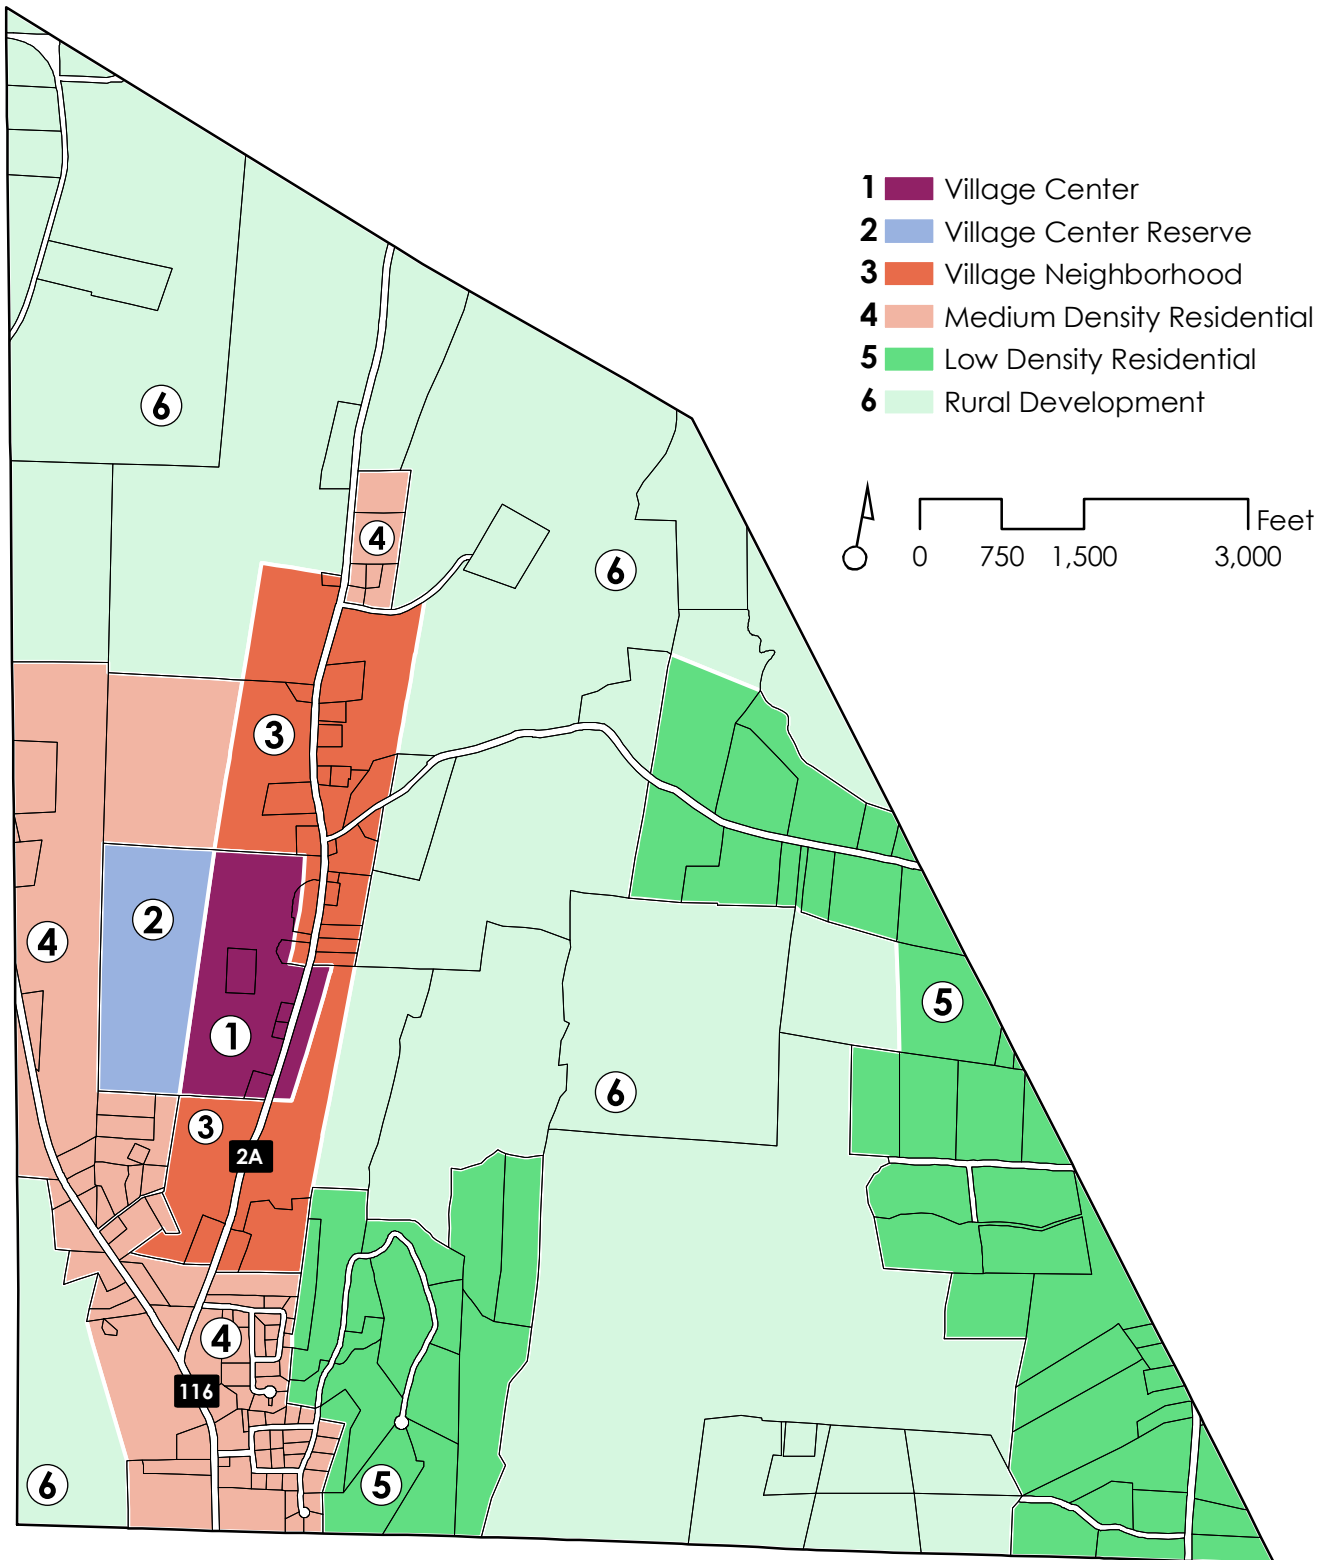 1 Village Center
2 Village Center Reserve
3 Village Neighborhood
4 Medium Density Residential
5 Low Density Residential
6 Rural Development
Feet
0 750 1,500 3,000
6
4
6
3
2
4
5
1
6
3
2A
4
116
6
5